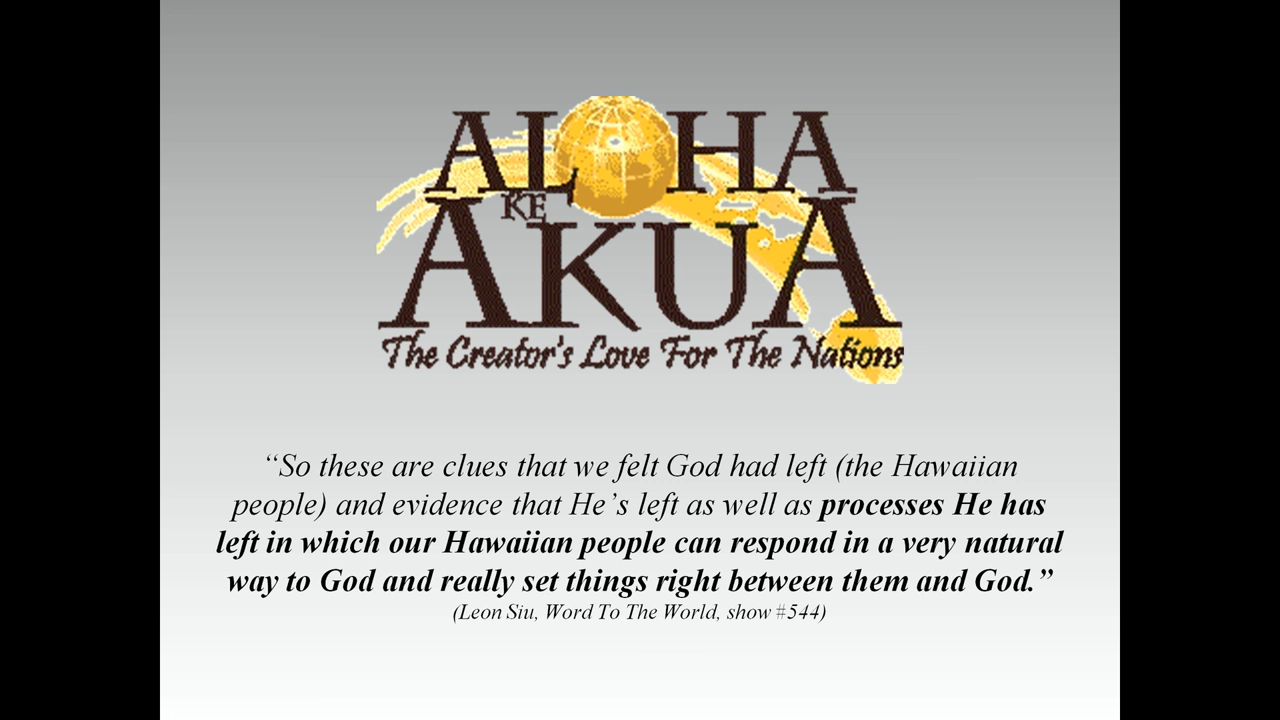 ALOHA
KE
AKUA
The Creator's Love For The Nations
“So these are clues that we felt God had left (the Hawaiian
people) and evidence that He’s left as well as processes He has
left in which our Hawaiian people can respond in a very natural
way to God and really set things right between them and God.”
(Leon Siu, Word To The World, show #544)